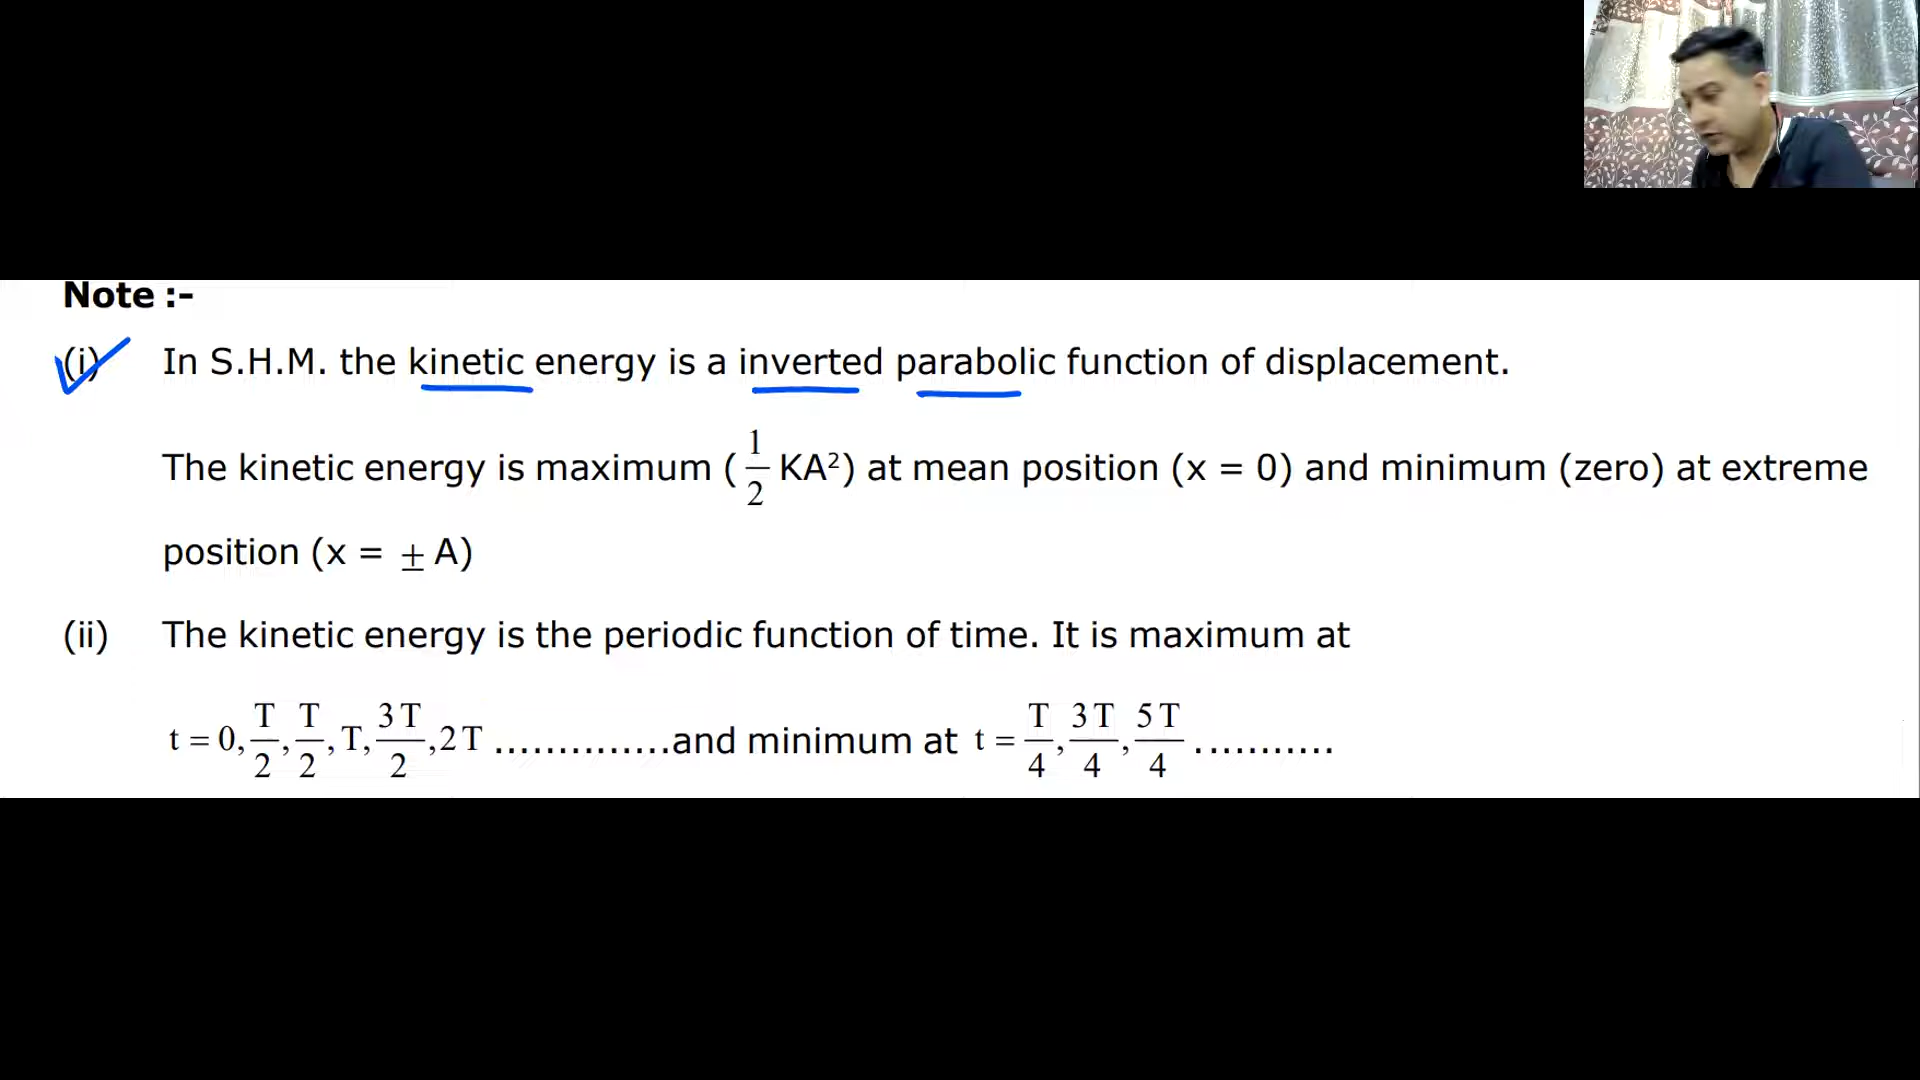 Note :-
(i) In S.H.M. the kinetic energy is a inverted parabolic function of displacement.
The kinetic energy is maximum ( 1/2 KA²) at mean position (x = 0) and minimum (zero) at extreme
position (x = ± A)
(ii) The kinetic energy is the periodic function of time. It is maximum at
t = 0, T/2, T/2, T, 3T/2, 2T ..............and minimum at t = T/4, 3T/4, 5T/4 ...........